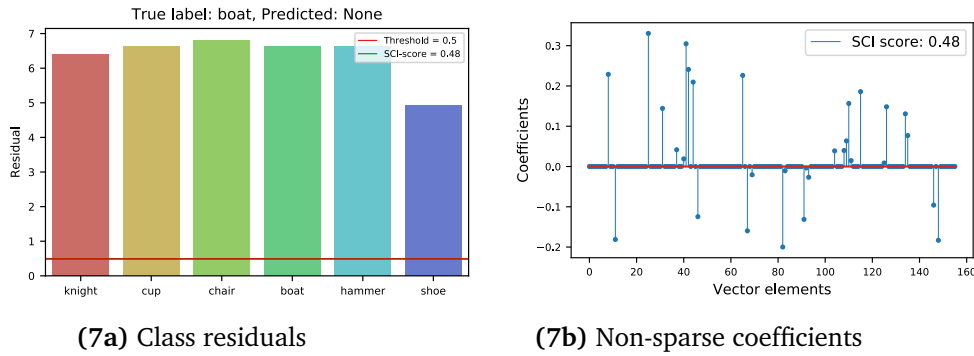 True label: boat, Predicted: None
Residual
7
6
5
4
3
2
1
0
Threshold = 0.5
SCI-score = 0.48
knight cup chair boat hammer shoe
(7a) Class residuals
Coefficients
0.3
0.2
0.1
0.0
−0.1
−0.2
SCI score: 0.48
0 20 40 60 80 100 120 140 160
Vector elements
(7b) Non-sparse coefficients